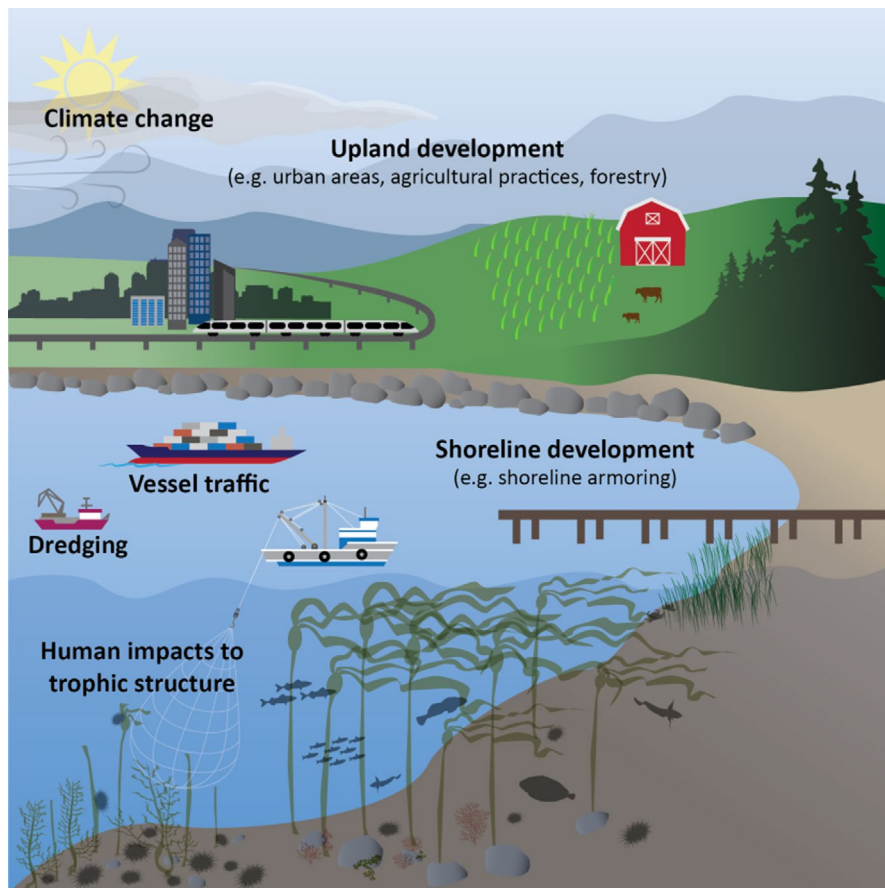 Climate change
Upland development
(e.g. urban areas, agricultural practices, forestry)
Shoreline development
(e.g. shoreline armoring)
Vessel traffic
Dredging
Human impacts to
trophic structure